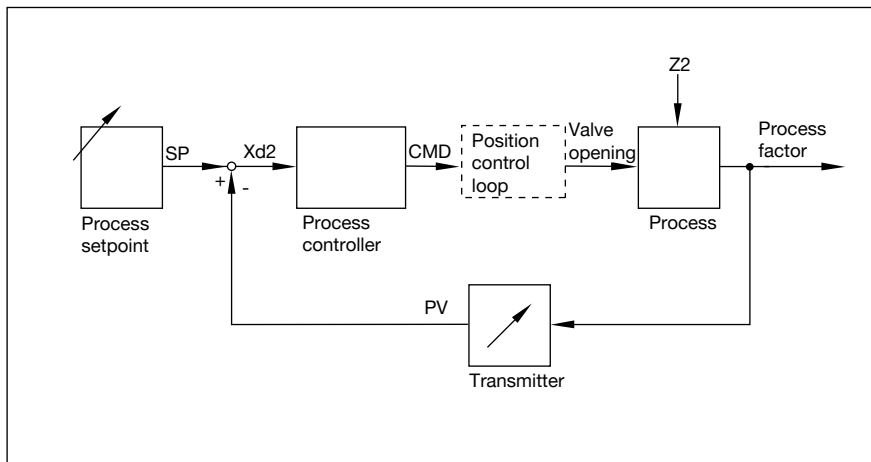 Z2
SP
Xd2
CMD
Position
control
loop
Valve
opening
Process
factor
+
-
Process
setpoint
Process
controller
Process
PV
Transmitter